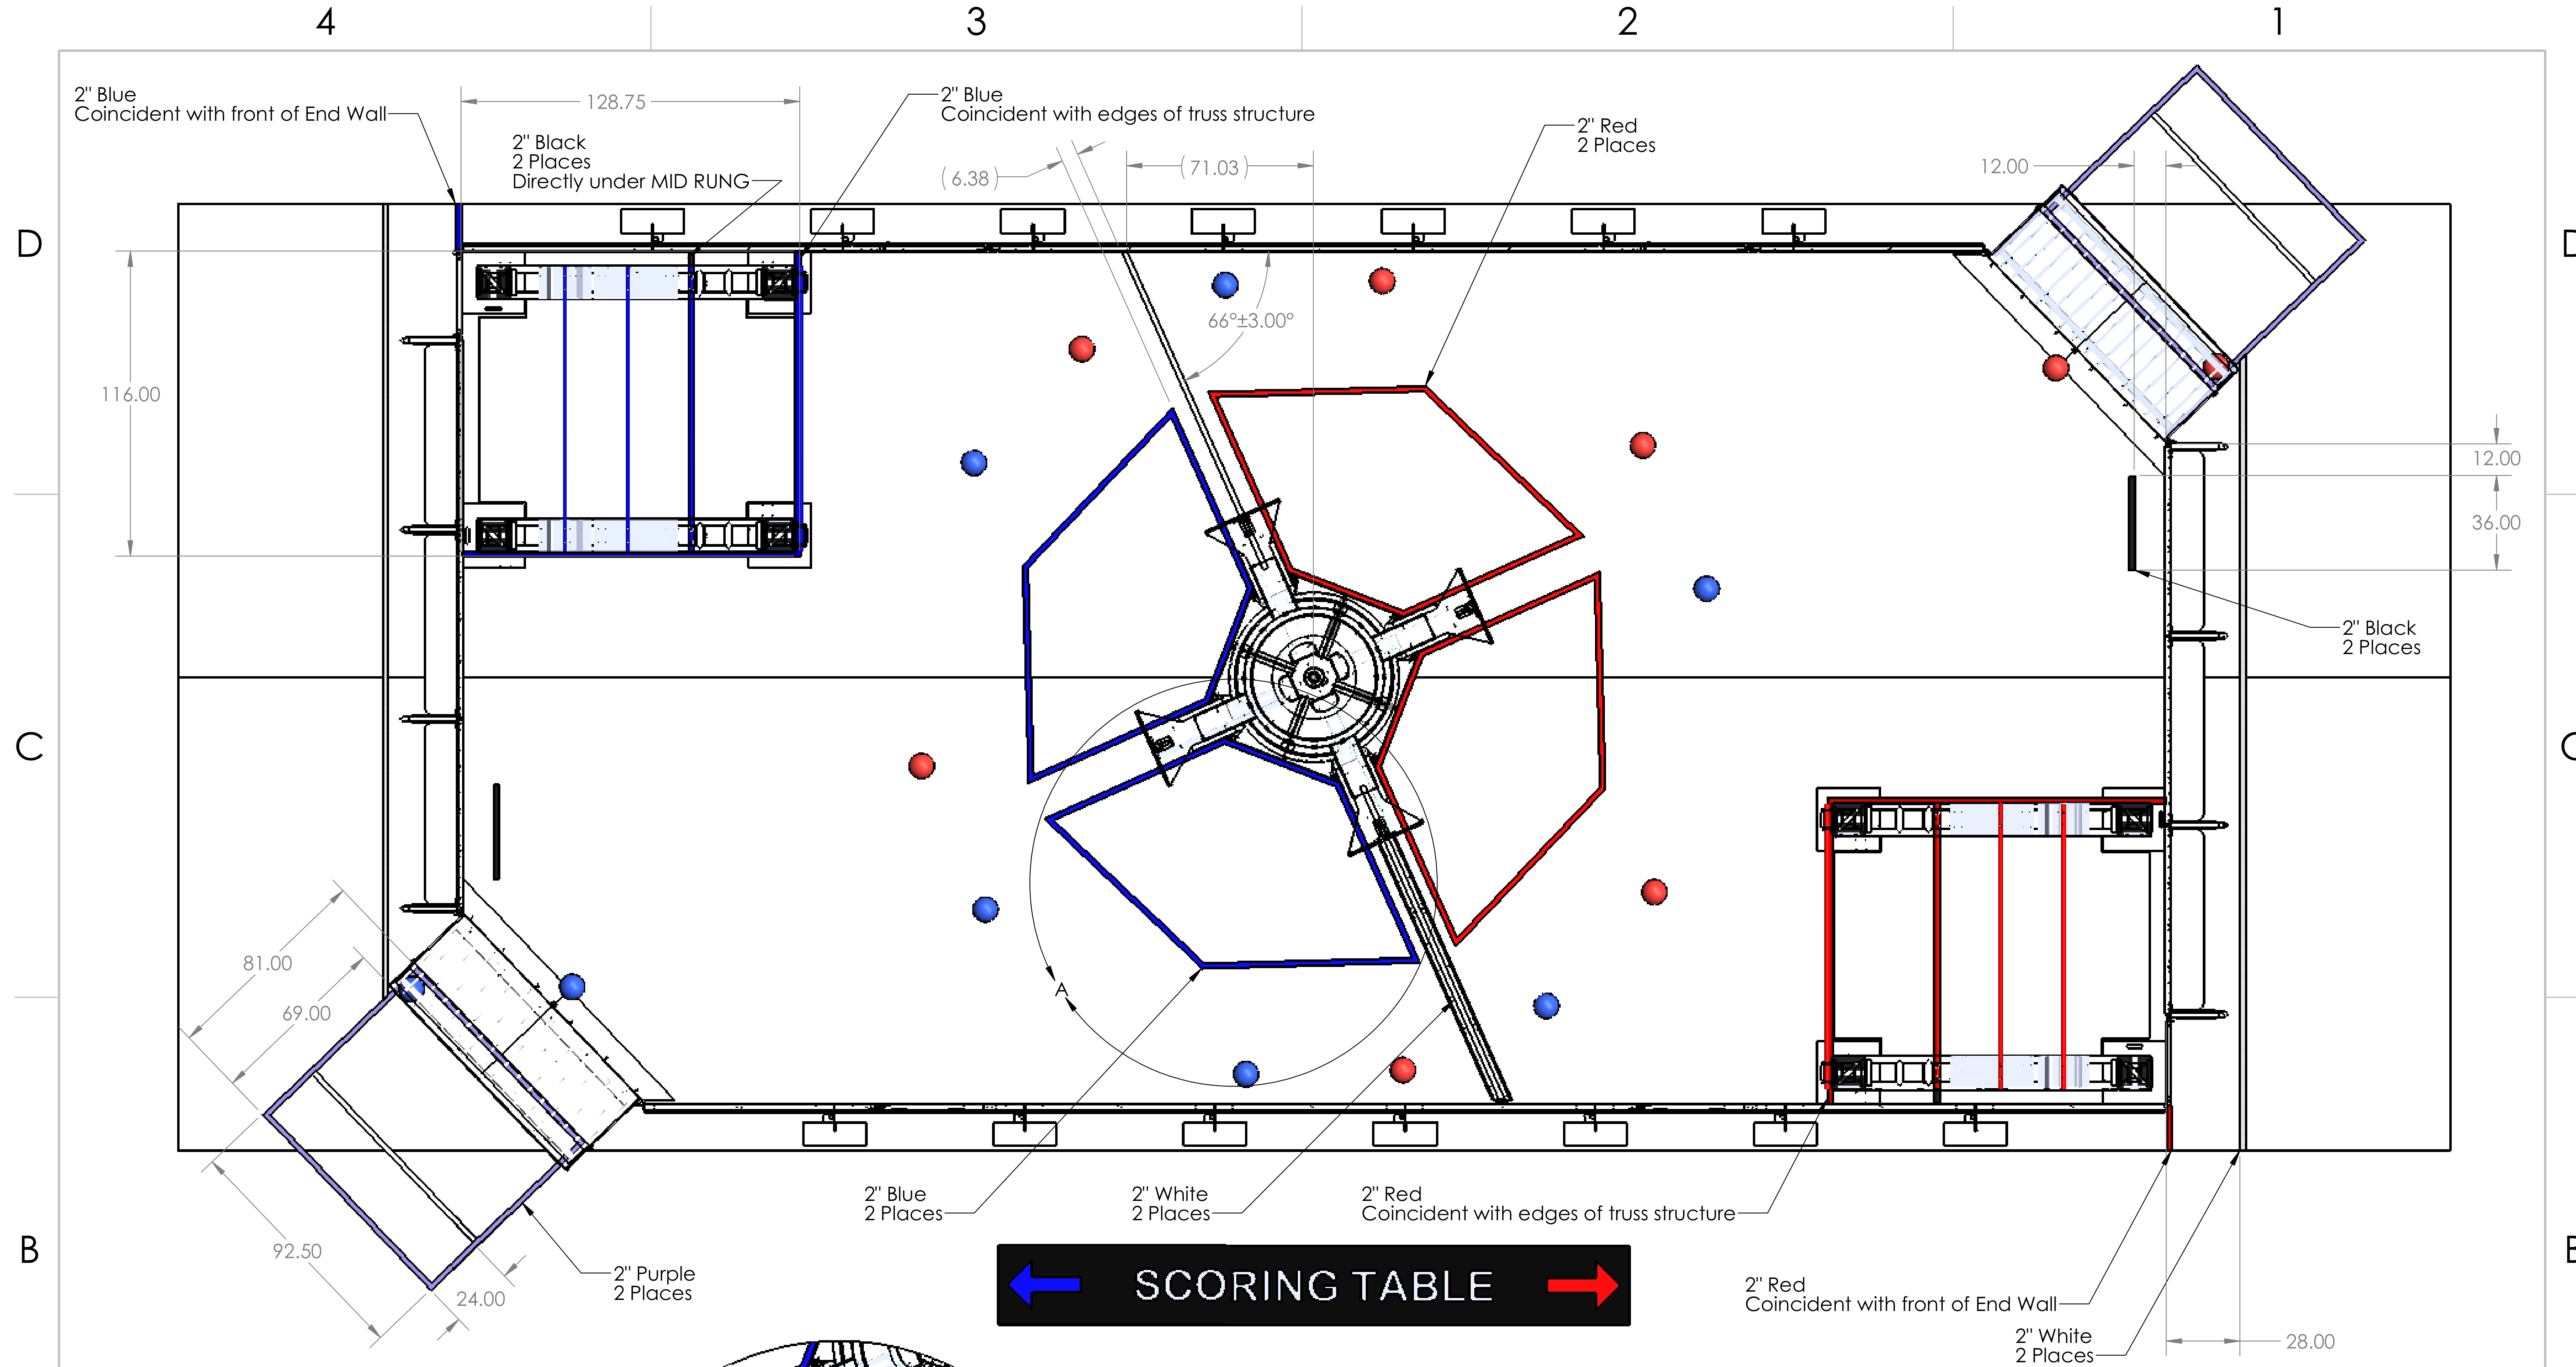 4 3 2 1
2" Blue
Coincident with front of End Wall
128.75
2" Blue
Coincident with edges of truss structure
2" Black
2 Places
Directly under MID RUNG
(6.38)
(71.03)
2" Red
2 Places
12.00
D
66°±3.00°
116.00
12.00
36.00
2" Black
2 Places
C
81.00
69.00
A
92.50
24.00
2" Purple
2 Places
2" Blue
2 Places
2" White
2 Places
2" Red
Coincident with edges of truss structure
B
SCORING TABLE
2" Red
Coincident with front of End Wall
2" White
2 Places
28.00